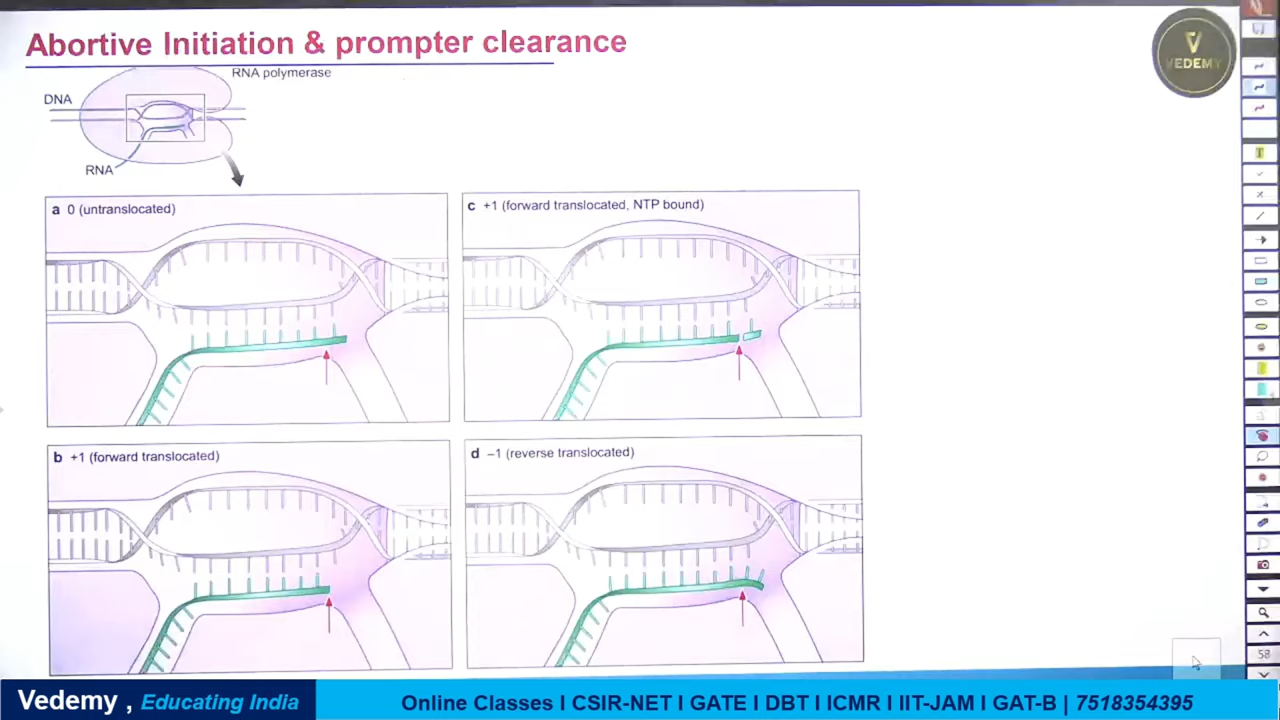 Abortive Initiation & prompter clearance
RNA polymerase
DNA
RNA
a 0 (untranslocated)
c +1 (forward translocated, NTP bound)
b +1 (forward translocated)
d −1 (reverse translocated)
VEDEMY
58
Vedemy , Educating India
Online Classes I CSIR-NET I GATE I DBT I ICMR I IIT-JAM I GAT-B | 7518354395